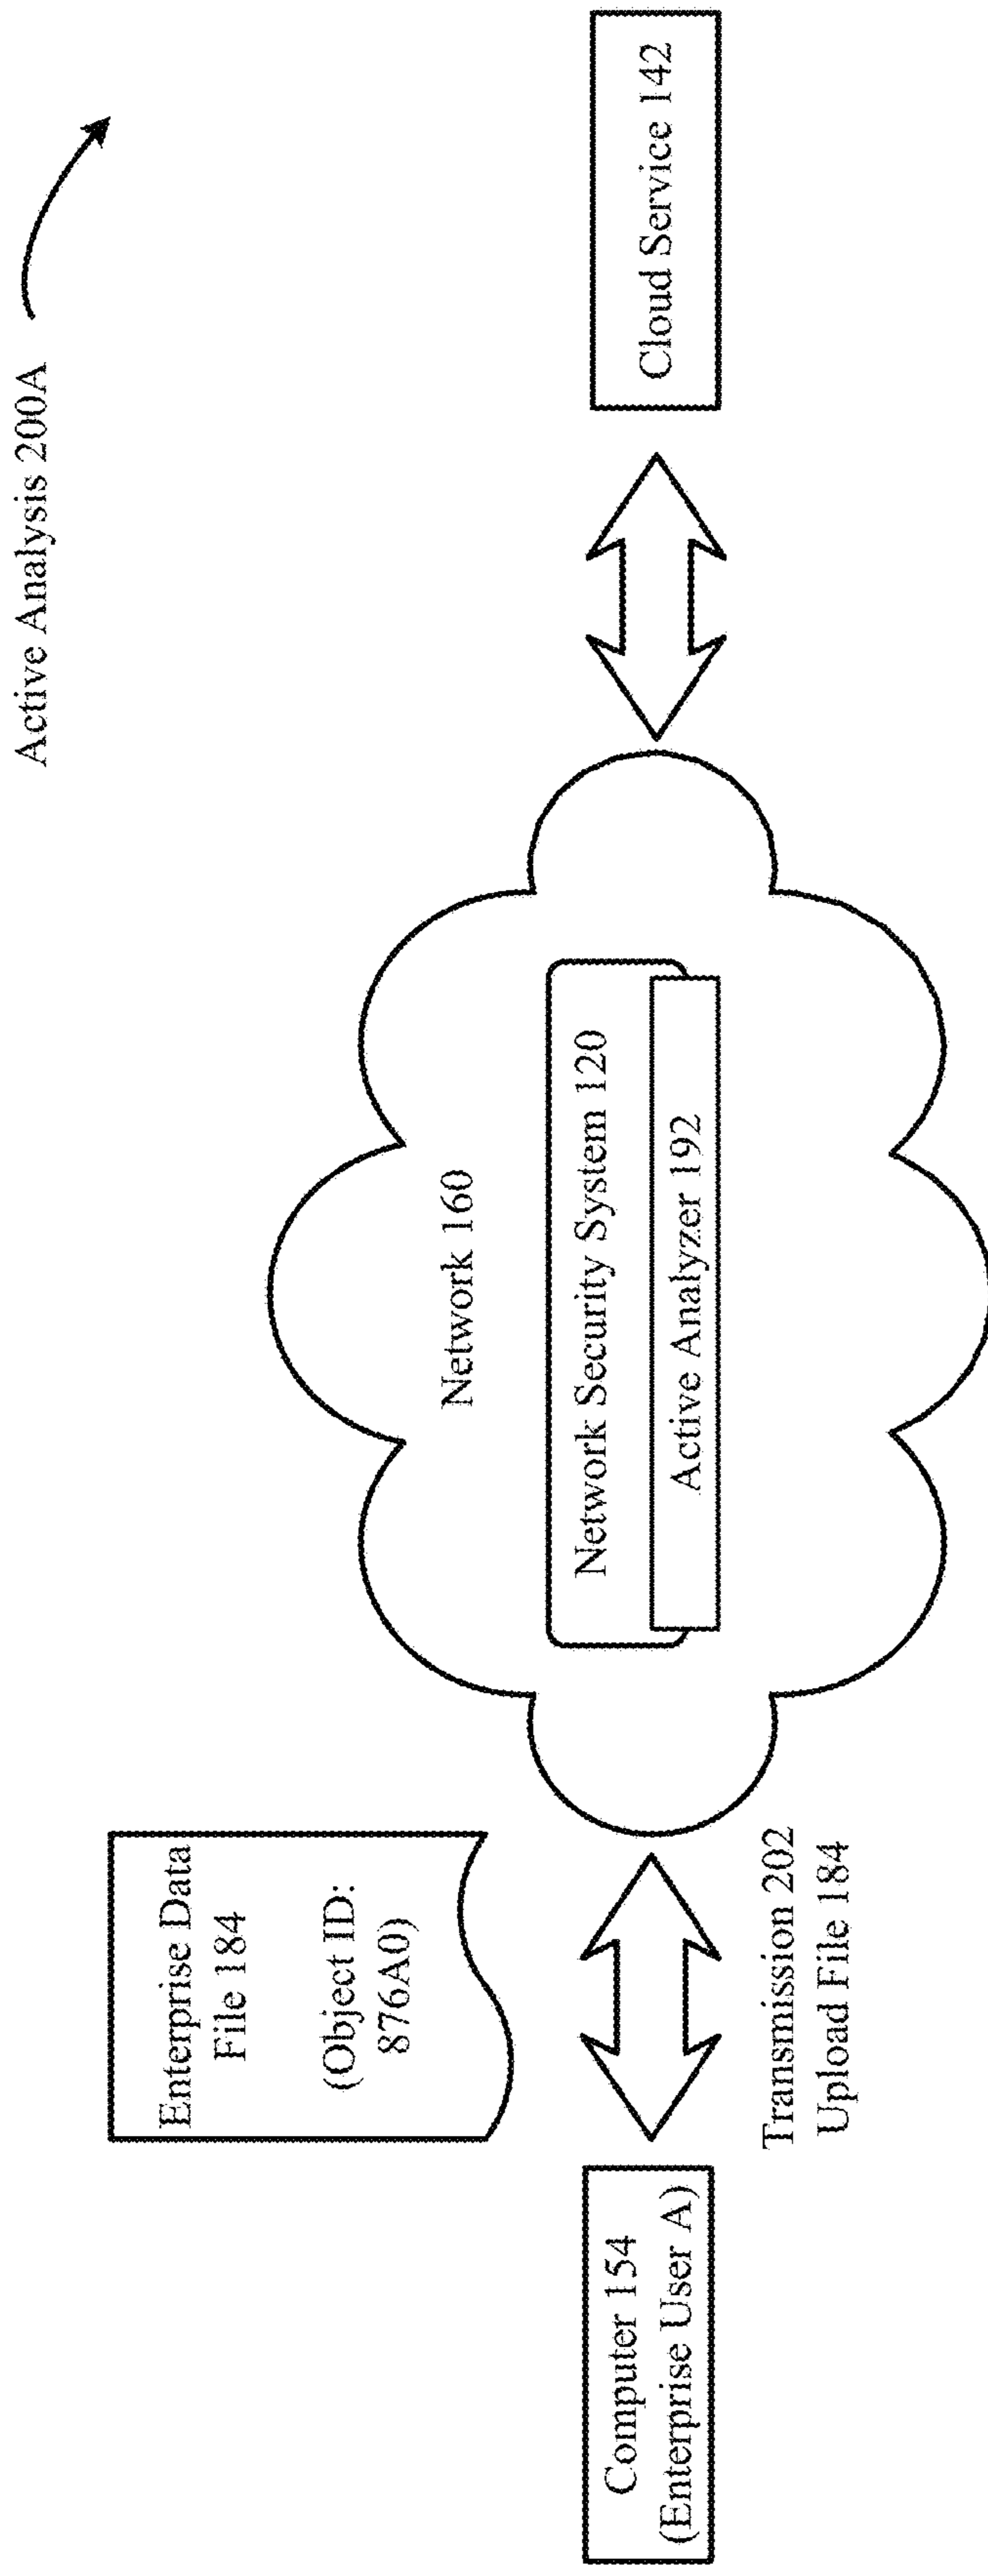 Active Analysis 200A
Enterprise Data
File 184
(Object ID:
876A0)
Computer 154
(Enterprise User A)
Transmission 202
Upload File 184
Network 160
Network Security System 120
Active Analyzer 192
Cloud Service 142